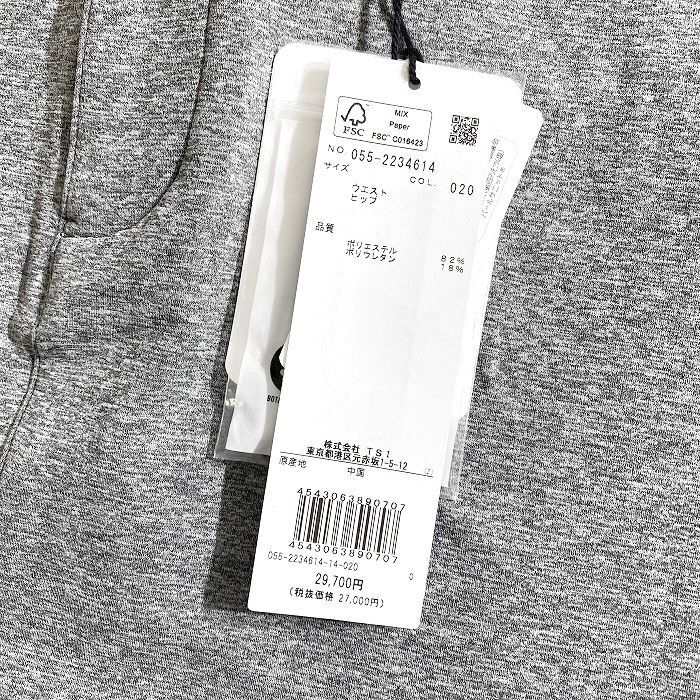 MIX
Paper
FSC™ C016423
FSC
NO. 055-2234614
サイズ
COL. 020
ウエスト
ヒップ
品質
ポリエステル 82%
ポリウレタン 18%
株式会社 TSI
東京都港区元赤坂1-5-12
原産地 中国
4543063890707
4543063890707
055-2234614-14-020 0
29,700円
(税抜価格 27,000円)